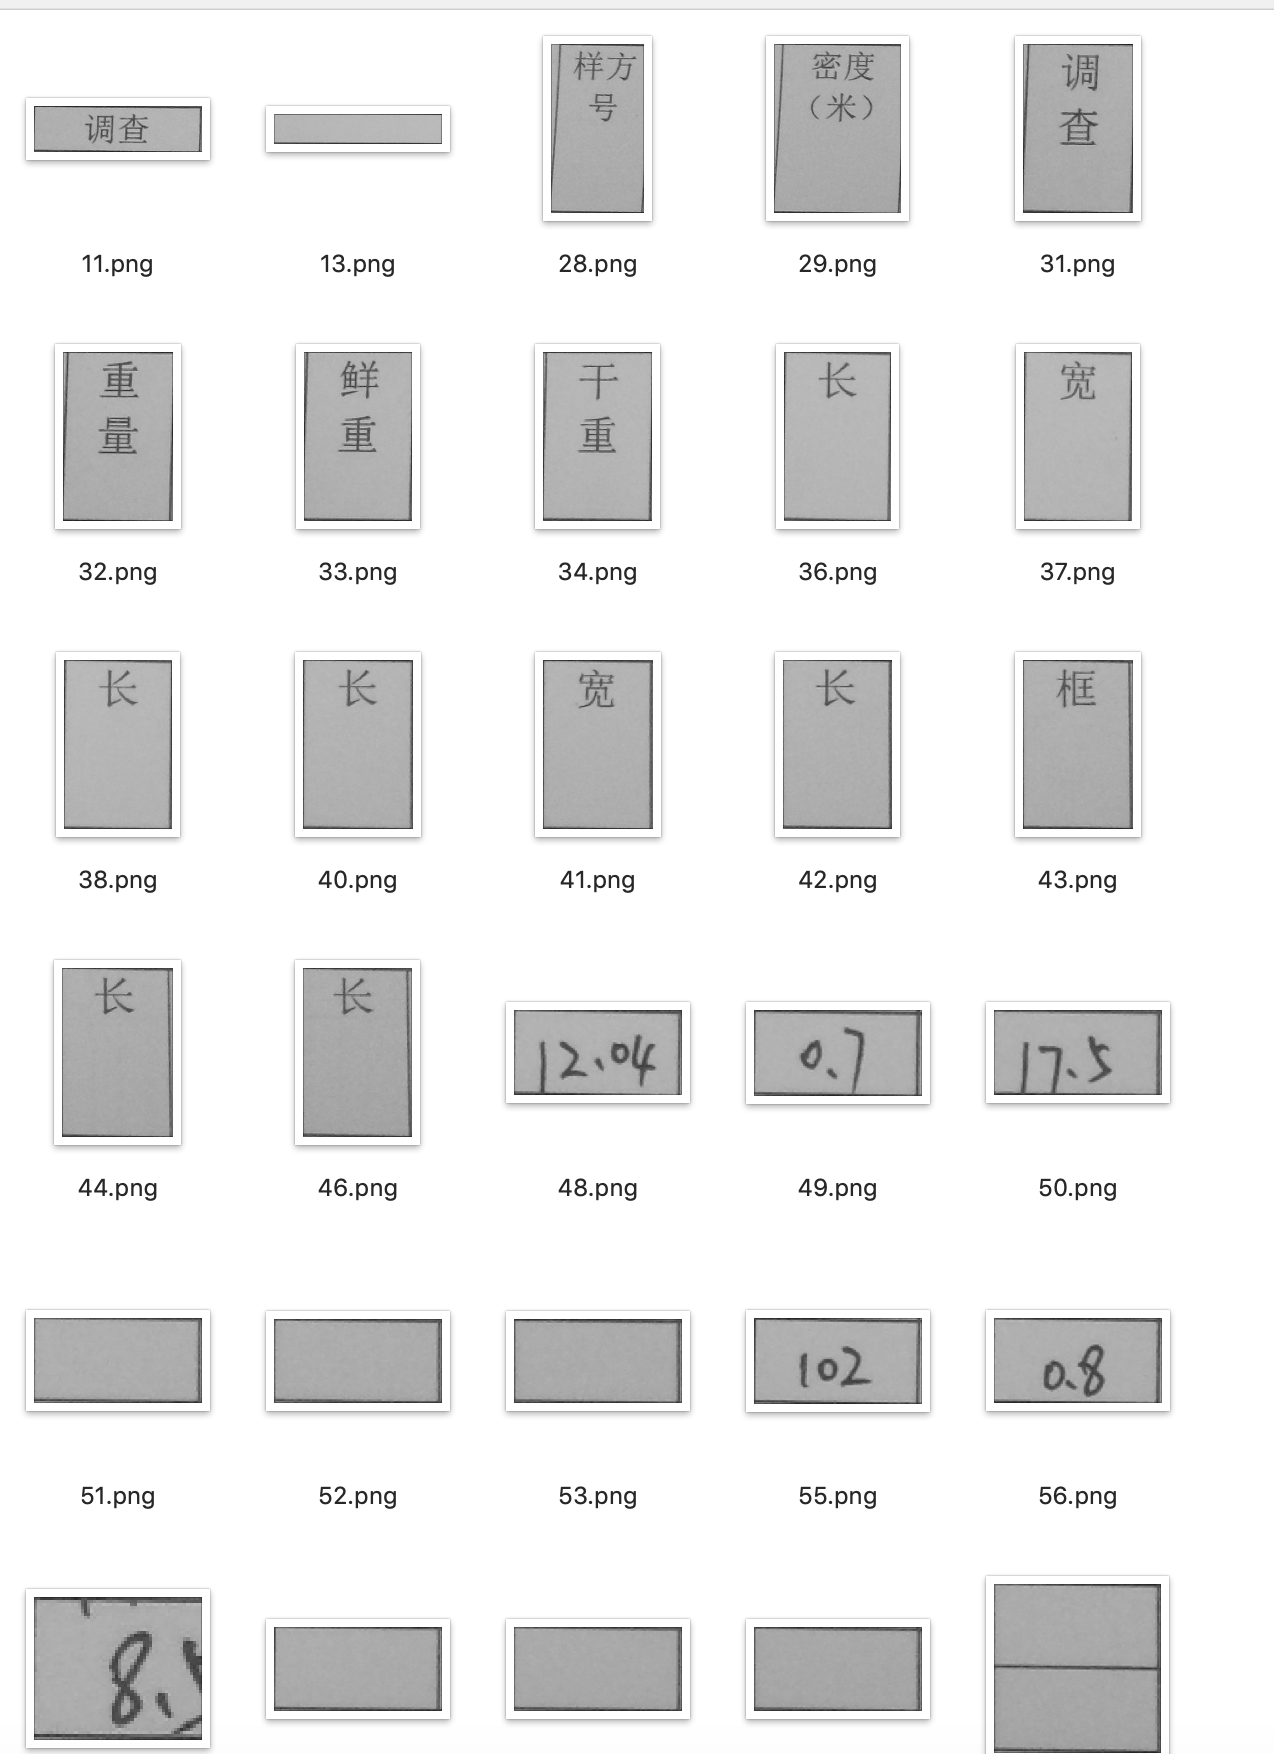 调查
11.png
13.png
样方
号
28.png
密度
（米）
29.png
调
查
31.png
重
量
32.png
鲜
重
33.png
干
重
34.png
长
36.png
宽
37.png
长
38.png
长
40.png
宽
41.png
长
42.png
框
43.png
长
44.png
长
46.png
12.04
48.png
0.7
49.png
17.5
50.png
51.png
52.png
53.png
102
55.png
0.8
56.png
8.